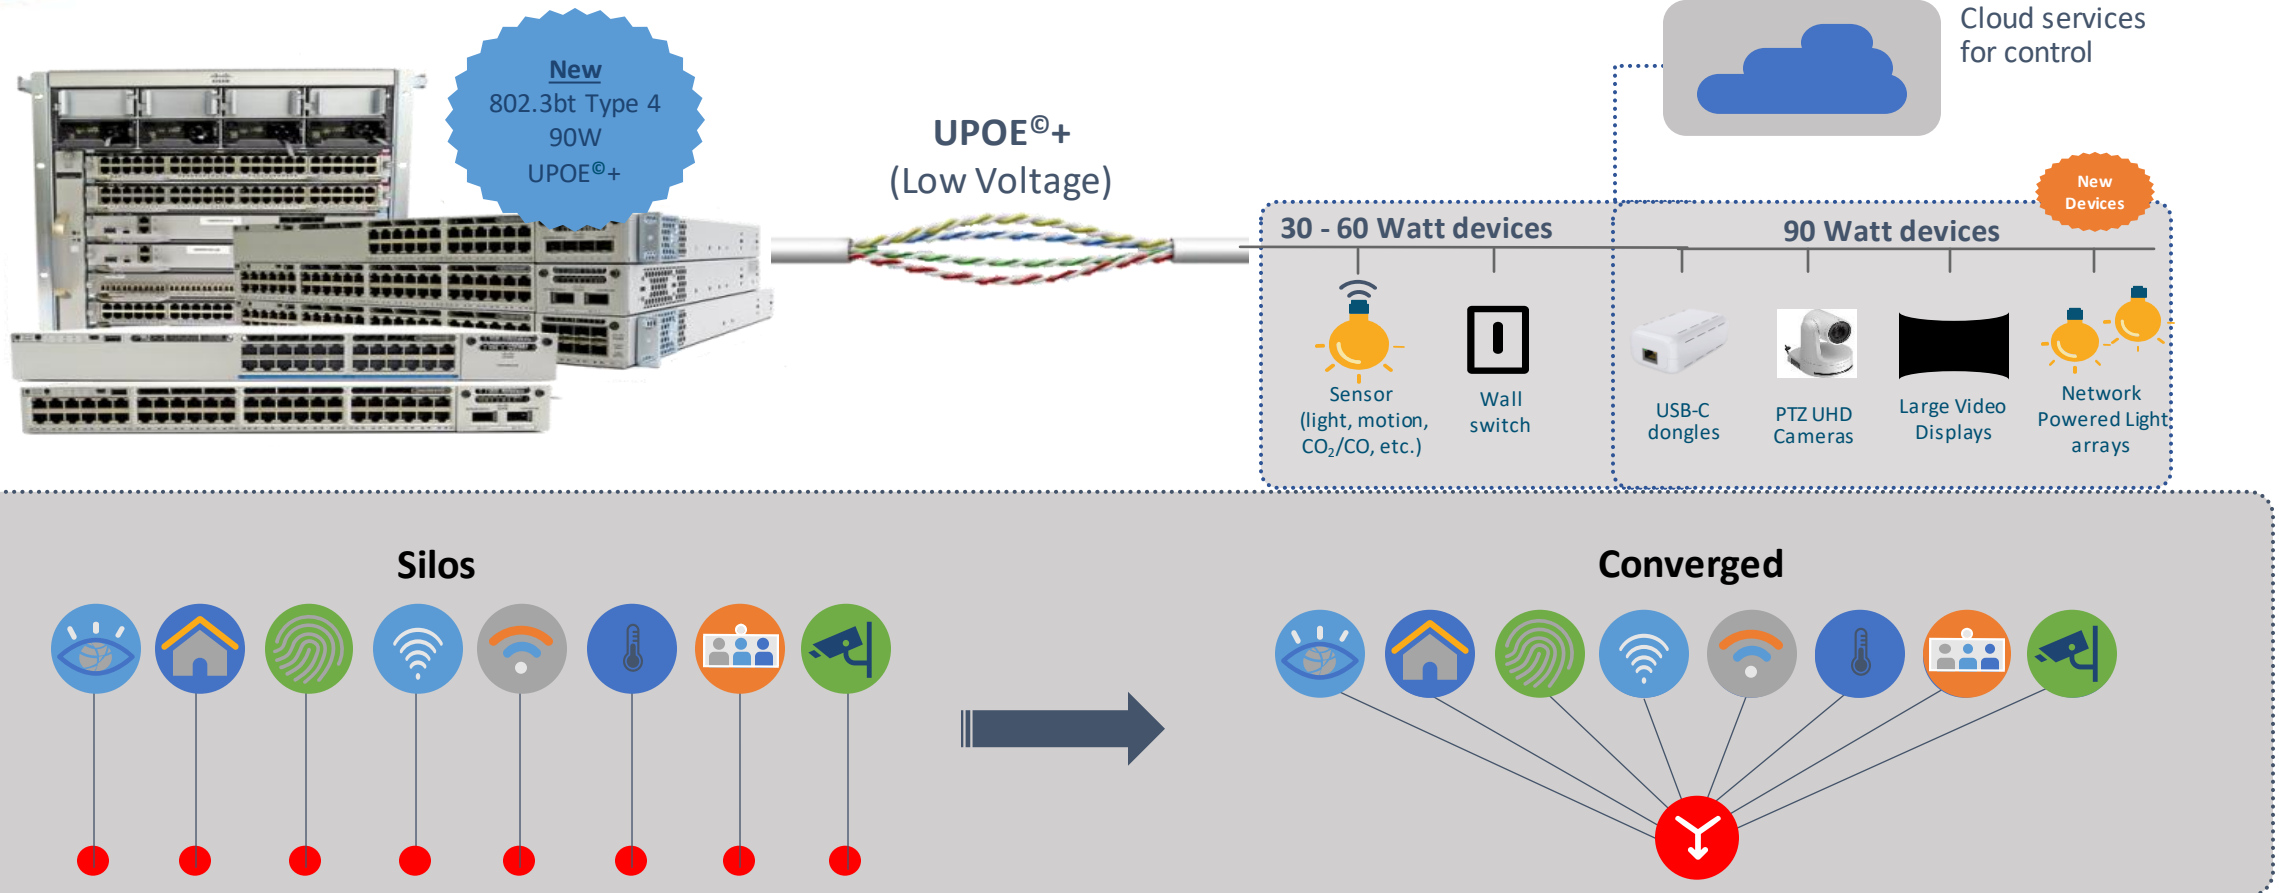 New
802.3bt Type 4
90W
UPOE©+
UPOE©+
(Low Voltage)
Cloud services
for control
New
Devices
30 - 60 Watt devices
90 Watt devices
Sensor
(light, motion,
CO₂/CO, etc.)
Wall
switch
USB-C
dongles
PTZ UHD
Cameras
Large Video
Displays
Network
Powered Light
arrays
Silos
Converged